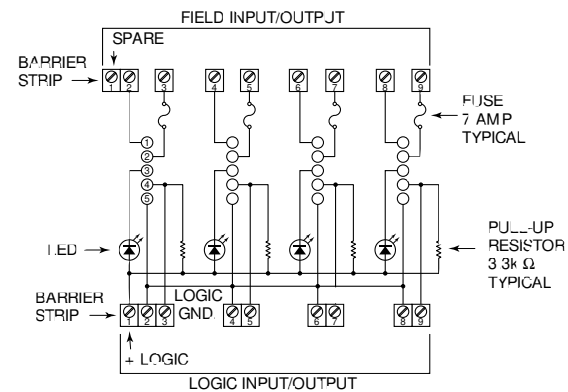 FIELD INPUT/OUTPUT
SPARE
BARRIER
STRIP
1 2 3 4 5 6 7 8 9
FUSE
7 AMP
TYPICAL
1
2
3
4
5
LED
PULL-UP
RESISTOR
3.3k Ω
TYPICAL
BARRIER
STRIP
LOGIC
GND.
1 2 3 4 5 6 7 8 9
+ LOGIC
LOGIC INPUT/OUTPUT